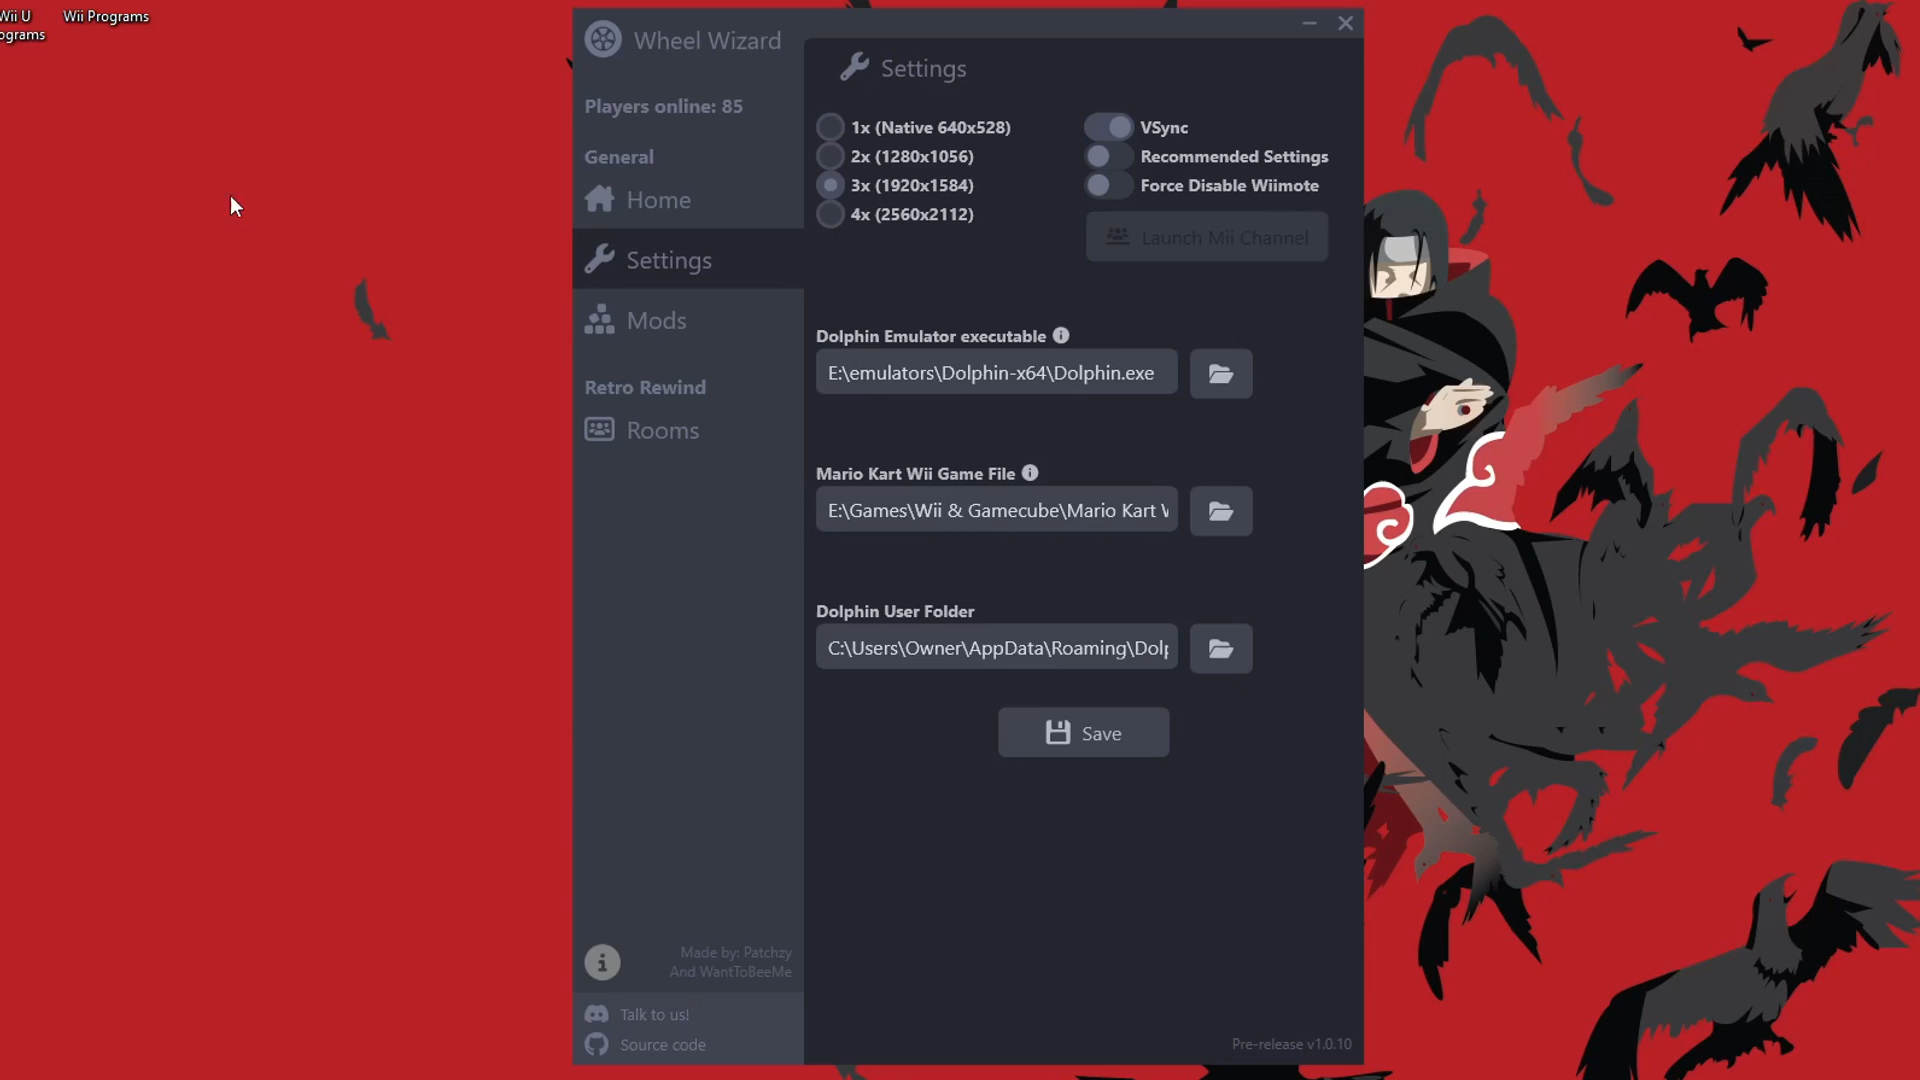 Wii U
ograms
Wii Programs
Wheel Wizard
Players online: 85
General
Home
Settings
Mods
Retro Rewind
Rooms
Made by: Patchzy
And WantToBeeMe
Talk to us!
Source code
Settings
1x (Native 640x528)
2x (1280x1056)
3x (1920x1584)
4x (2560x2112)
VSync
Recommended Settings
Force Disable Wiimote
Launch Mii Channel
Dolphin Emulator executable
E:\emulators\Dolphin-x64\Dolphin.exe
Mario Kart Wii Game File
E:\Games\Wii & Gamecube\Mario Kart W
Dolphin User Folder
C:\Users\Owner\AppData\Roaming\Dolp
Save
Pre-release v1.0.10